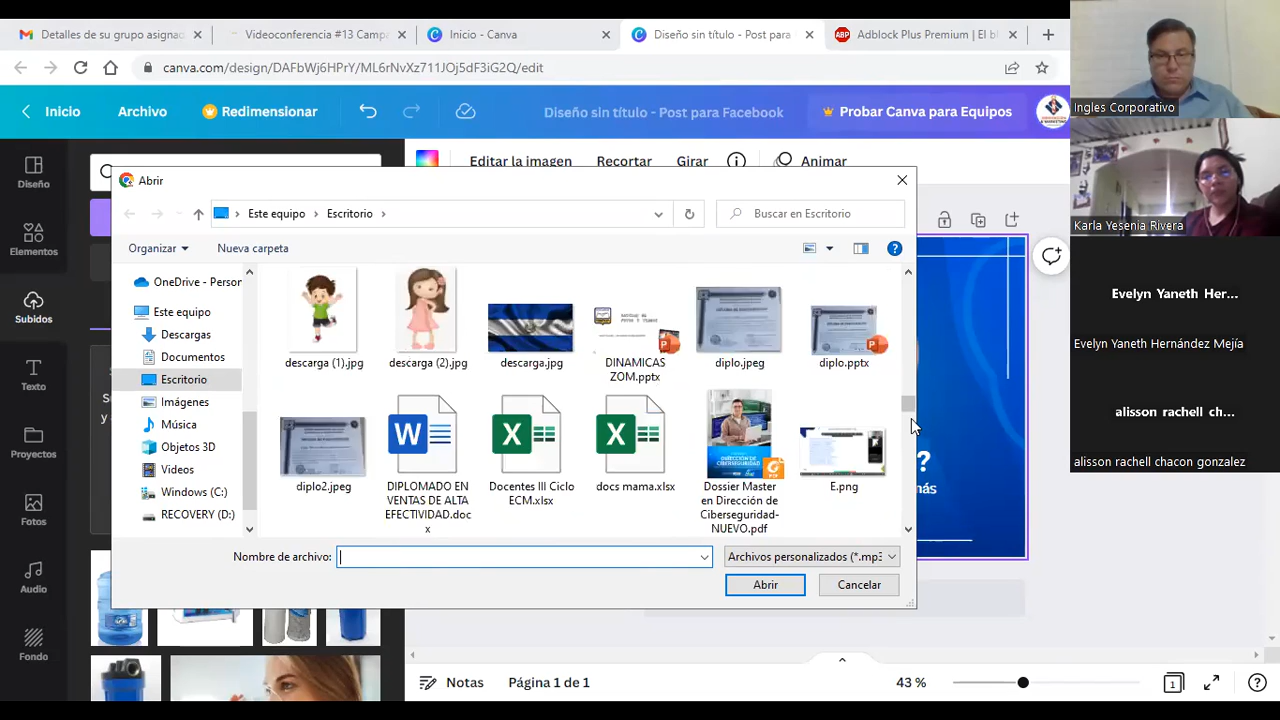 Detalles de su grupo asignac
Videoconferencia #13 Campa
Inicio - Canva
Diseño sin título - Post para
Adblock Plus Premium | El bl
canva.com/design/DAFbWj6HPrY/ML6rNvXz711JOj5dF3iG2Q/edit
Inicio
Archivo
Redimensionar
Diseño sin título - Post para Facebook
Probar Canva para Equipos
Editar la imagen
Recortar
Girar
Animar
Diseño
Elementos
Subidos
Texto
Proyectos
Fotos
Audio
Fondo
Abrir
Este equipo
Escritorio
Buscar en Escritorio
Organizar
Nueva carpeta
OneDrive - Person
Este equipo
Descargas
Documentos
Escritorio
Imágenes
Música
Objetos 3D
Videos
Windows (C:)
RECOVERY (D:)
descarga (1).jpg
descarga (2).jpg
descarga.jpg
DINAMICAS
ZOM.pptx
diplo.jpeg
diplo.pptx
diplo2.jpeg
DIPLOMADO EN
VENTAS DE ALTA
EFECTIVIDAD.doc
x
Docentes III Ciclo
ECM.xlsx
docs mama.xlsx
Dossier Master
en Dirección de
Ciberseguridad-
NUEVO.pdf
E.png
Nombre de archivo:
Archivos personalizados (*.mp3
Abrir
Cancelar
?
más
Notas
Página 1 de 1
43 %
1
Ingles Corporativo
Karla Yesenia Rivera
Evelyn Yaneth Her...
Evelyn Yaneth Hernández Mejía
alisson rachell ch...
alisson rachell chacon gonzalez